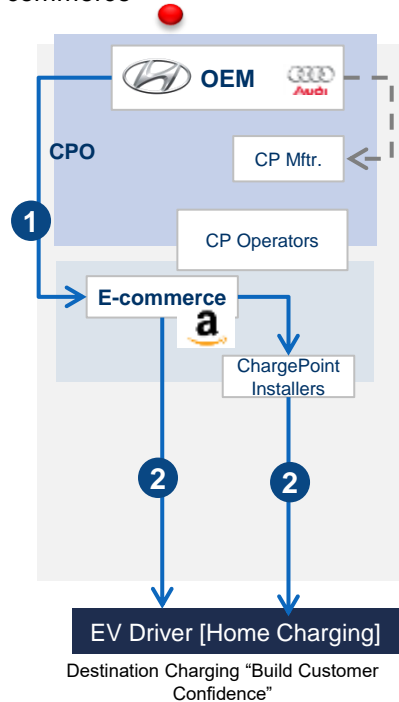 commerce
OEM
Audi
CPO
CP Mftr.
1
CP Operators
E-commerce
a
ChargePoint
Installers
2
2
EV Driver [Home Charging]
Destination Charging “Build Customer
Confidence”